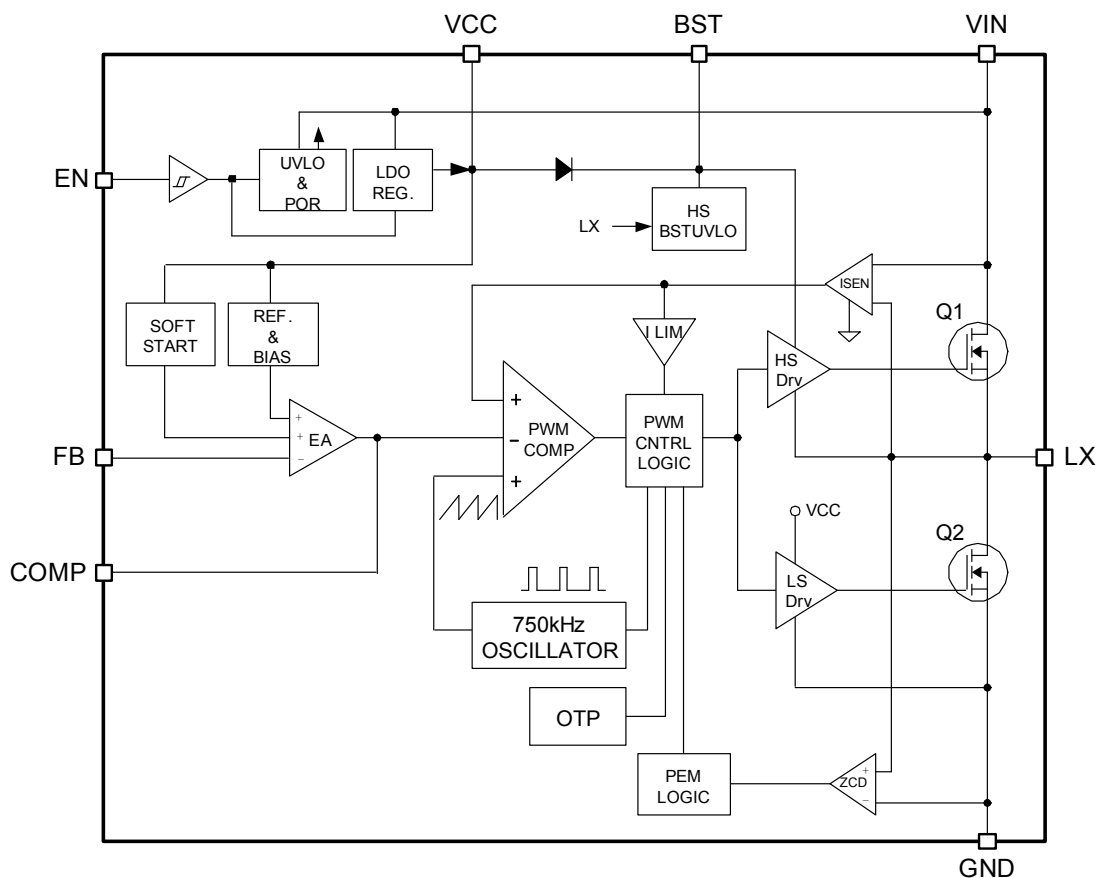 VCC
BST
VIN
EN
UVLO
&
POR
LDO
REG.
LX
HS
BSTUVLO
SOFT
START
REF.
&
BIAS
ISEN
I LIM
Q1
HS
Drv
+
+
+
−
EA
+
−
+
PWM
COMP
PWM
CNTRL
LOGIC
FB
LX
VCC
Q2
COMP
LS
Drv
750kHz
OSCILLATOR
OTP
PEM
LOGIC
+
ZCD
−
GND